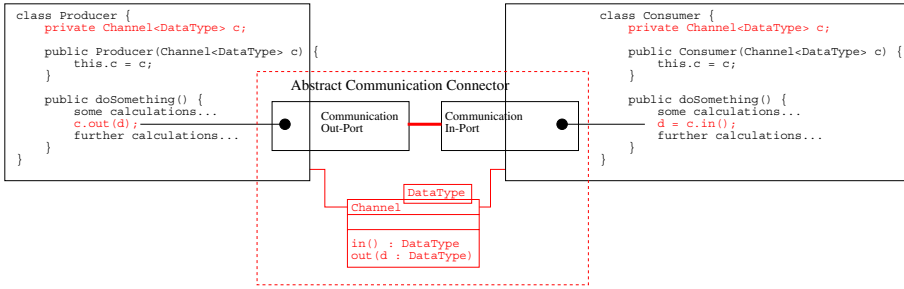 class Producer {
private Channel<DataType> c;
public Producer(Channel<DataType> c) {
this.c = c;
}
public doSomething() {
some calculations...
c.out(d);
further calculations...
}
}
Abstract Communication Connector
Communication
Out-Port
Communication
In-Port
class Consumer {
private Channel<DataType> c;
public Consumer(Channel<DataType> c) {
this.c = c;
}
public doSomething() {
some calculations...
d = c.in();
further calculations...
}
}
DataType
Channel
in() : DataType
out(d : DataType)